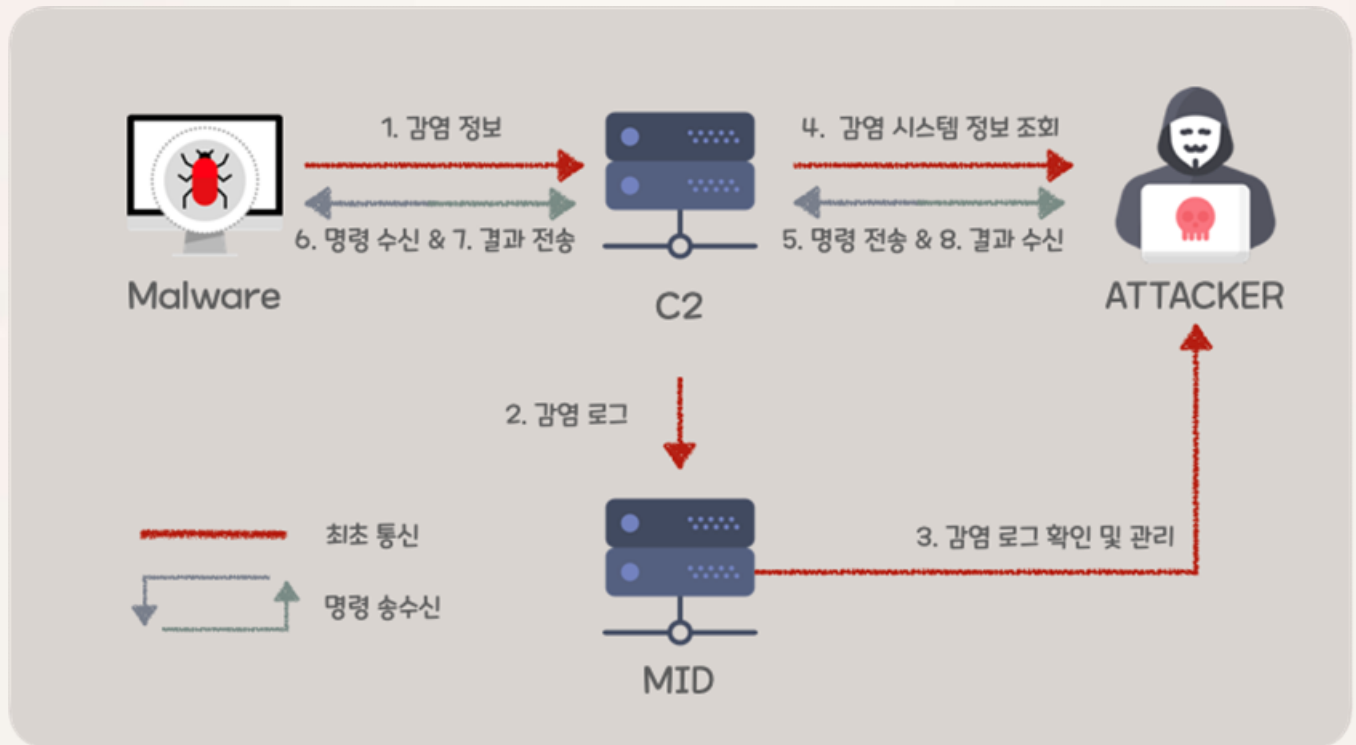 1. 감염 정보
4. 감염 시스템 정보 조회
6. 명령 수신 & 7. 결과 전송
5. 명령 전송 & 8. 결과 수신
Malware
C2
ATTACKER
2. 감염 로그
3. 감염 로그 확인 및 관리
최초 통신
명령 송수신
MID